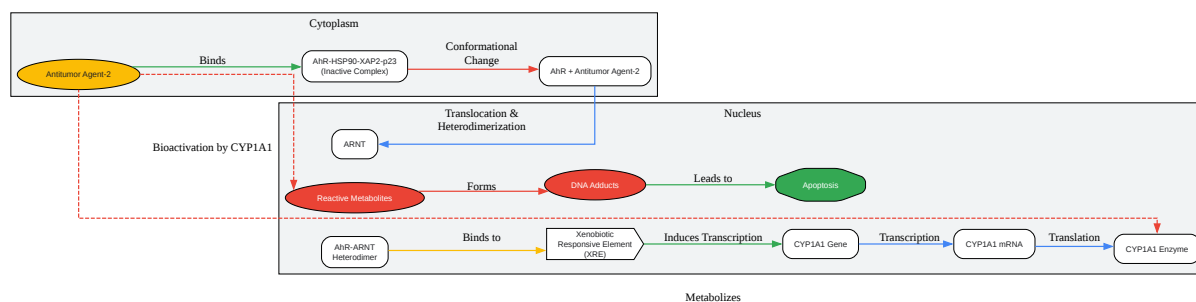 Cytoplasm
Antitumor Agent-2
Binds
AhR-HSP90-XAP2-p23
(Inactive Complex)
Conformational
Change
AhR + Antitumor Agent-2
Translocation &
Heterodimerization
Nucleus
Bioactivation by CYP1A1
ARNT
Reactive Metabolites
Forms
DNA Adducts
Leads to
Apoptosis
AhR-ARNT
Heterodimer
Binds to
Xenobiotic
Responsive Element
(XRE)
Induces Transcription
CYP1A1 Gene
Transcription
CYP1A1 mRNA
Translation
CYP1A1 Enzyme
Metabolizes